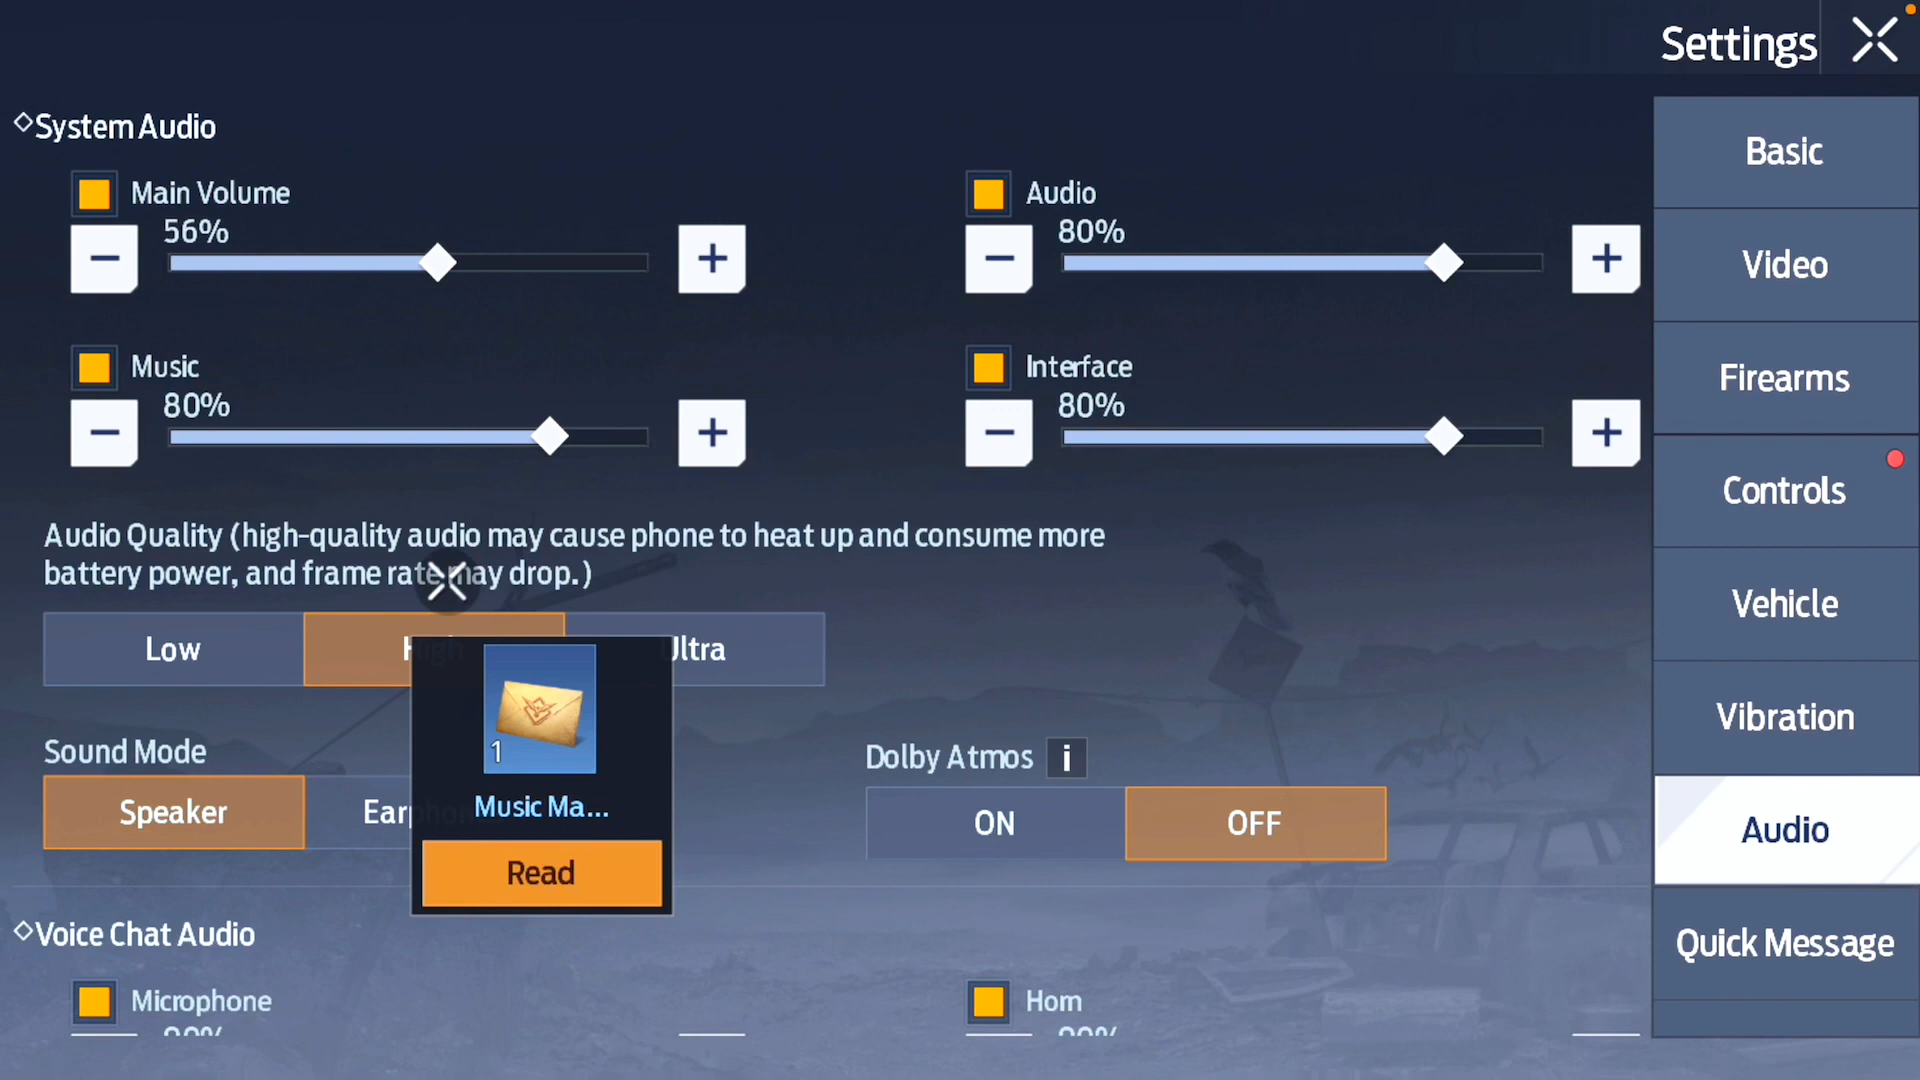 Settings
System Audio
Main Volume
56%
Audio
80%
Music
80%
Interface
80%
Audio Quality (high-quality audio may cause phone to heat up and consume more
battery power, and frame rate may drop.)
Low
High
Ultra
Sound Mode
Speaker
Dolby Atmos i
ON
OFF
1
Music Ma...
Read
Voice Chat Audio
Microphone
Horn
Basic
Video
Firearms
Controls
Vehicle
Vibration
Audio
Quick Message